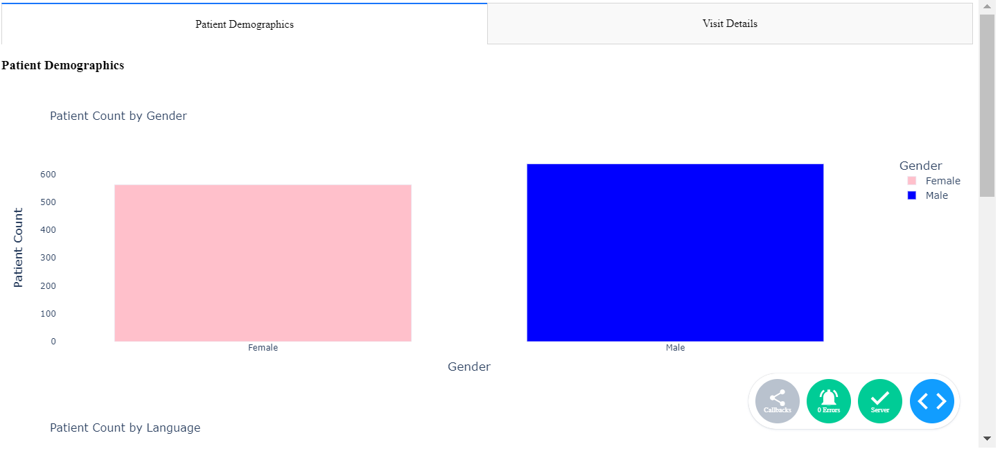 Patient Demographics
Visit Details
Patient Demographics
Patient Count by Gender
Patient Count
600
500
400
300
200
100
0
Female
Male
Gender
Gender
Female
Male
Callbacks
0 Errors
Server
Patient Count by Language